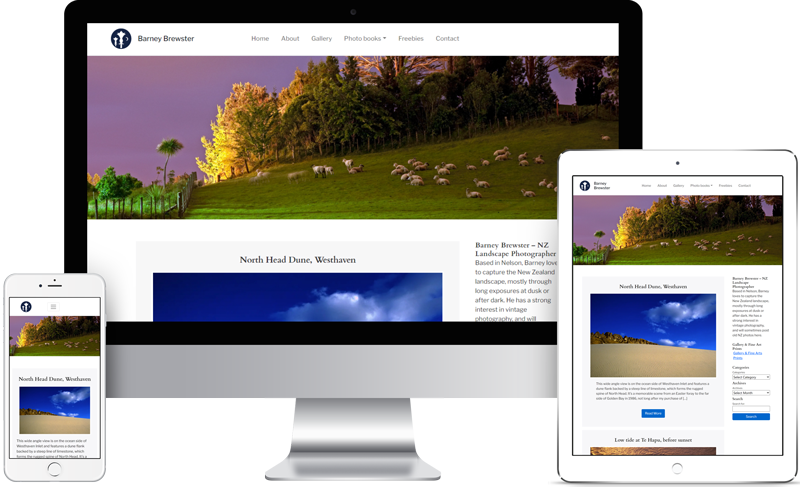 Barney Brewster
Home About Gallery Photo books Freebies Contact
North Head Dune, Westhaven
Barney Brewster – NZ
Landscape Photographer
Based in Nelson, Barney love
to capture the New Zealand
landscape, mostly through
long exposures at dusk or
after dark. He has a strong
interest in vintage
photography, and will
Barney
Brewster
Home About Gallery Photo books Freebies Contact
North Head Dune, Westhaven
This wide-angle view is on the ocean side of Westhaven Inlet and features a
dune flank backed by a steep line of limestone, which forms the rugged
spine of North Head. It's a memorable scene from an Easter foray to the far
side of Golden Bay in 1986, not long after my purchase of [...]
Read More
Low tide at Te Hapu, before sunset
Barney Brewster – NZ
Landscape
Photographer
Based in Nelson, Barney
loves to capture the
New Zealand landscape,
mostly through long
exposures at dusk or
after dark. He has a
strong interest in
vintage photography,
and will sometimes post
old NZ photos here.
Gallery & Fine Art
Prints
Gallery & Fine Arts
Prints
Categories
Categories
Select Category
Archives
Archives
Select Month
Search
Search for:
Search
North Head Dune, Westhaven
This wide-angle view is on the ocean side of
Westhaven Inlet and features a dune flank
backed by a steep line of limestone, which
forms the rugged spine of North Head. It's a